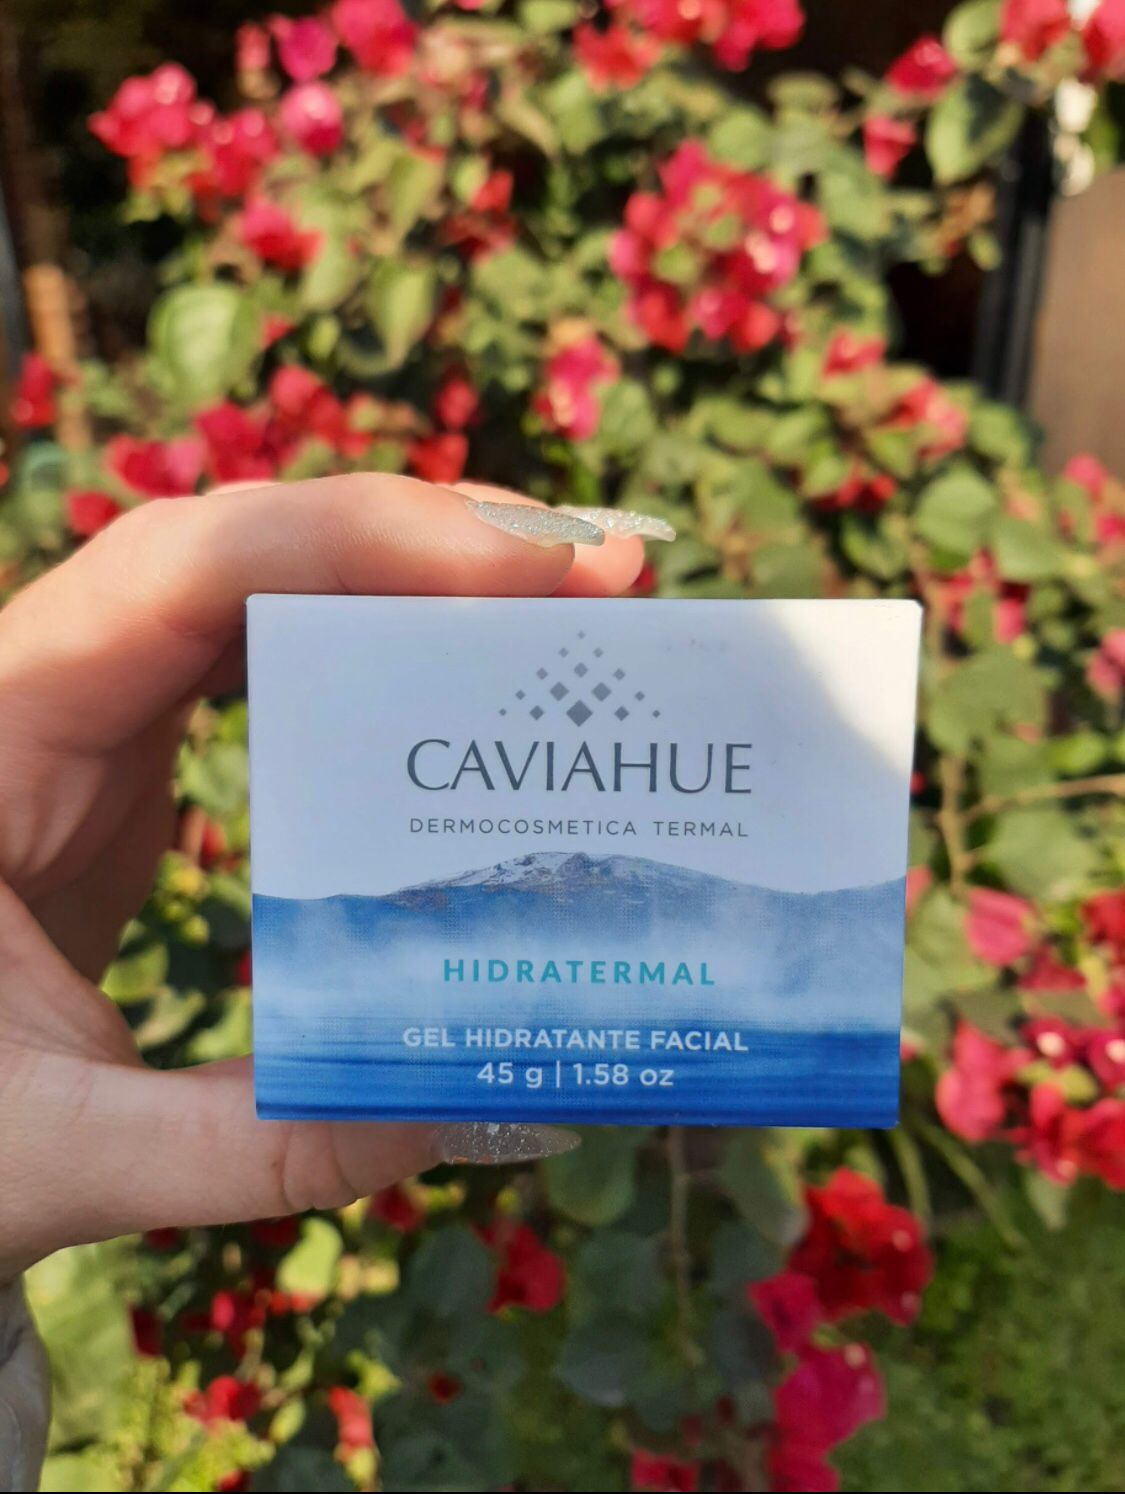 CAVIAHUE
DERMOCOSMETICA TERMAL
HIDRATERMAL
GEL HIDRATANTE FACIAL
45 g | 1.58 oz